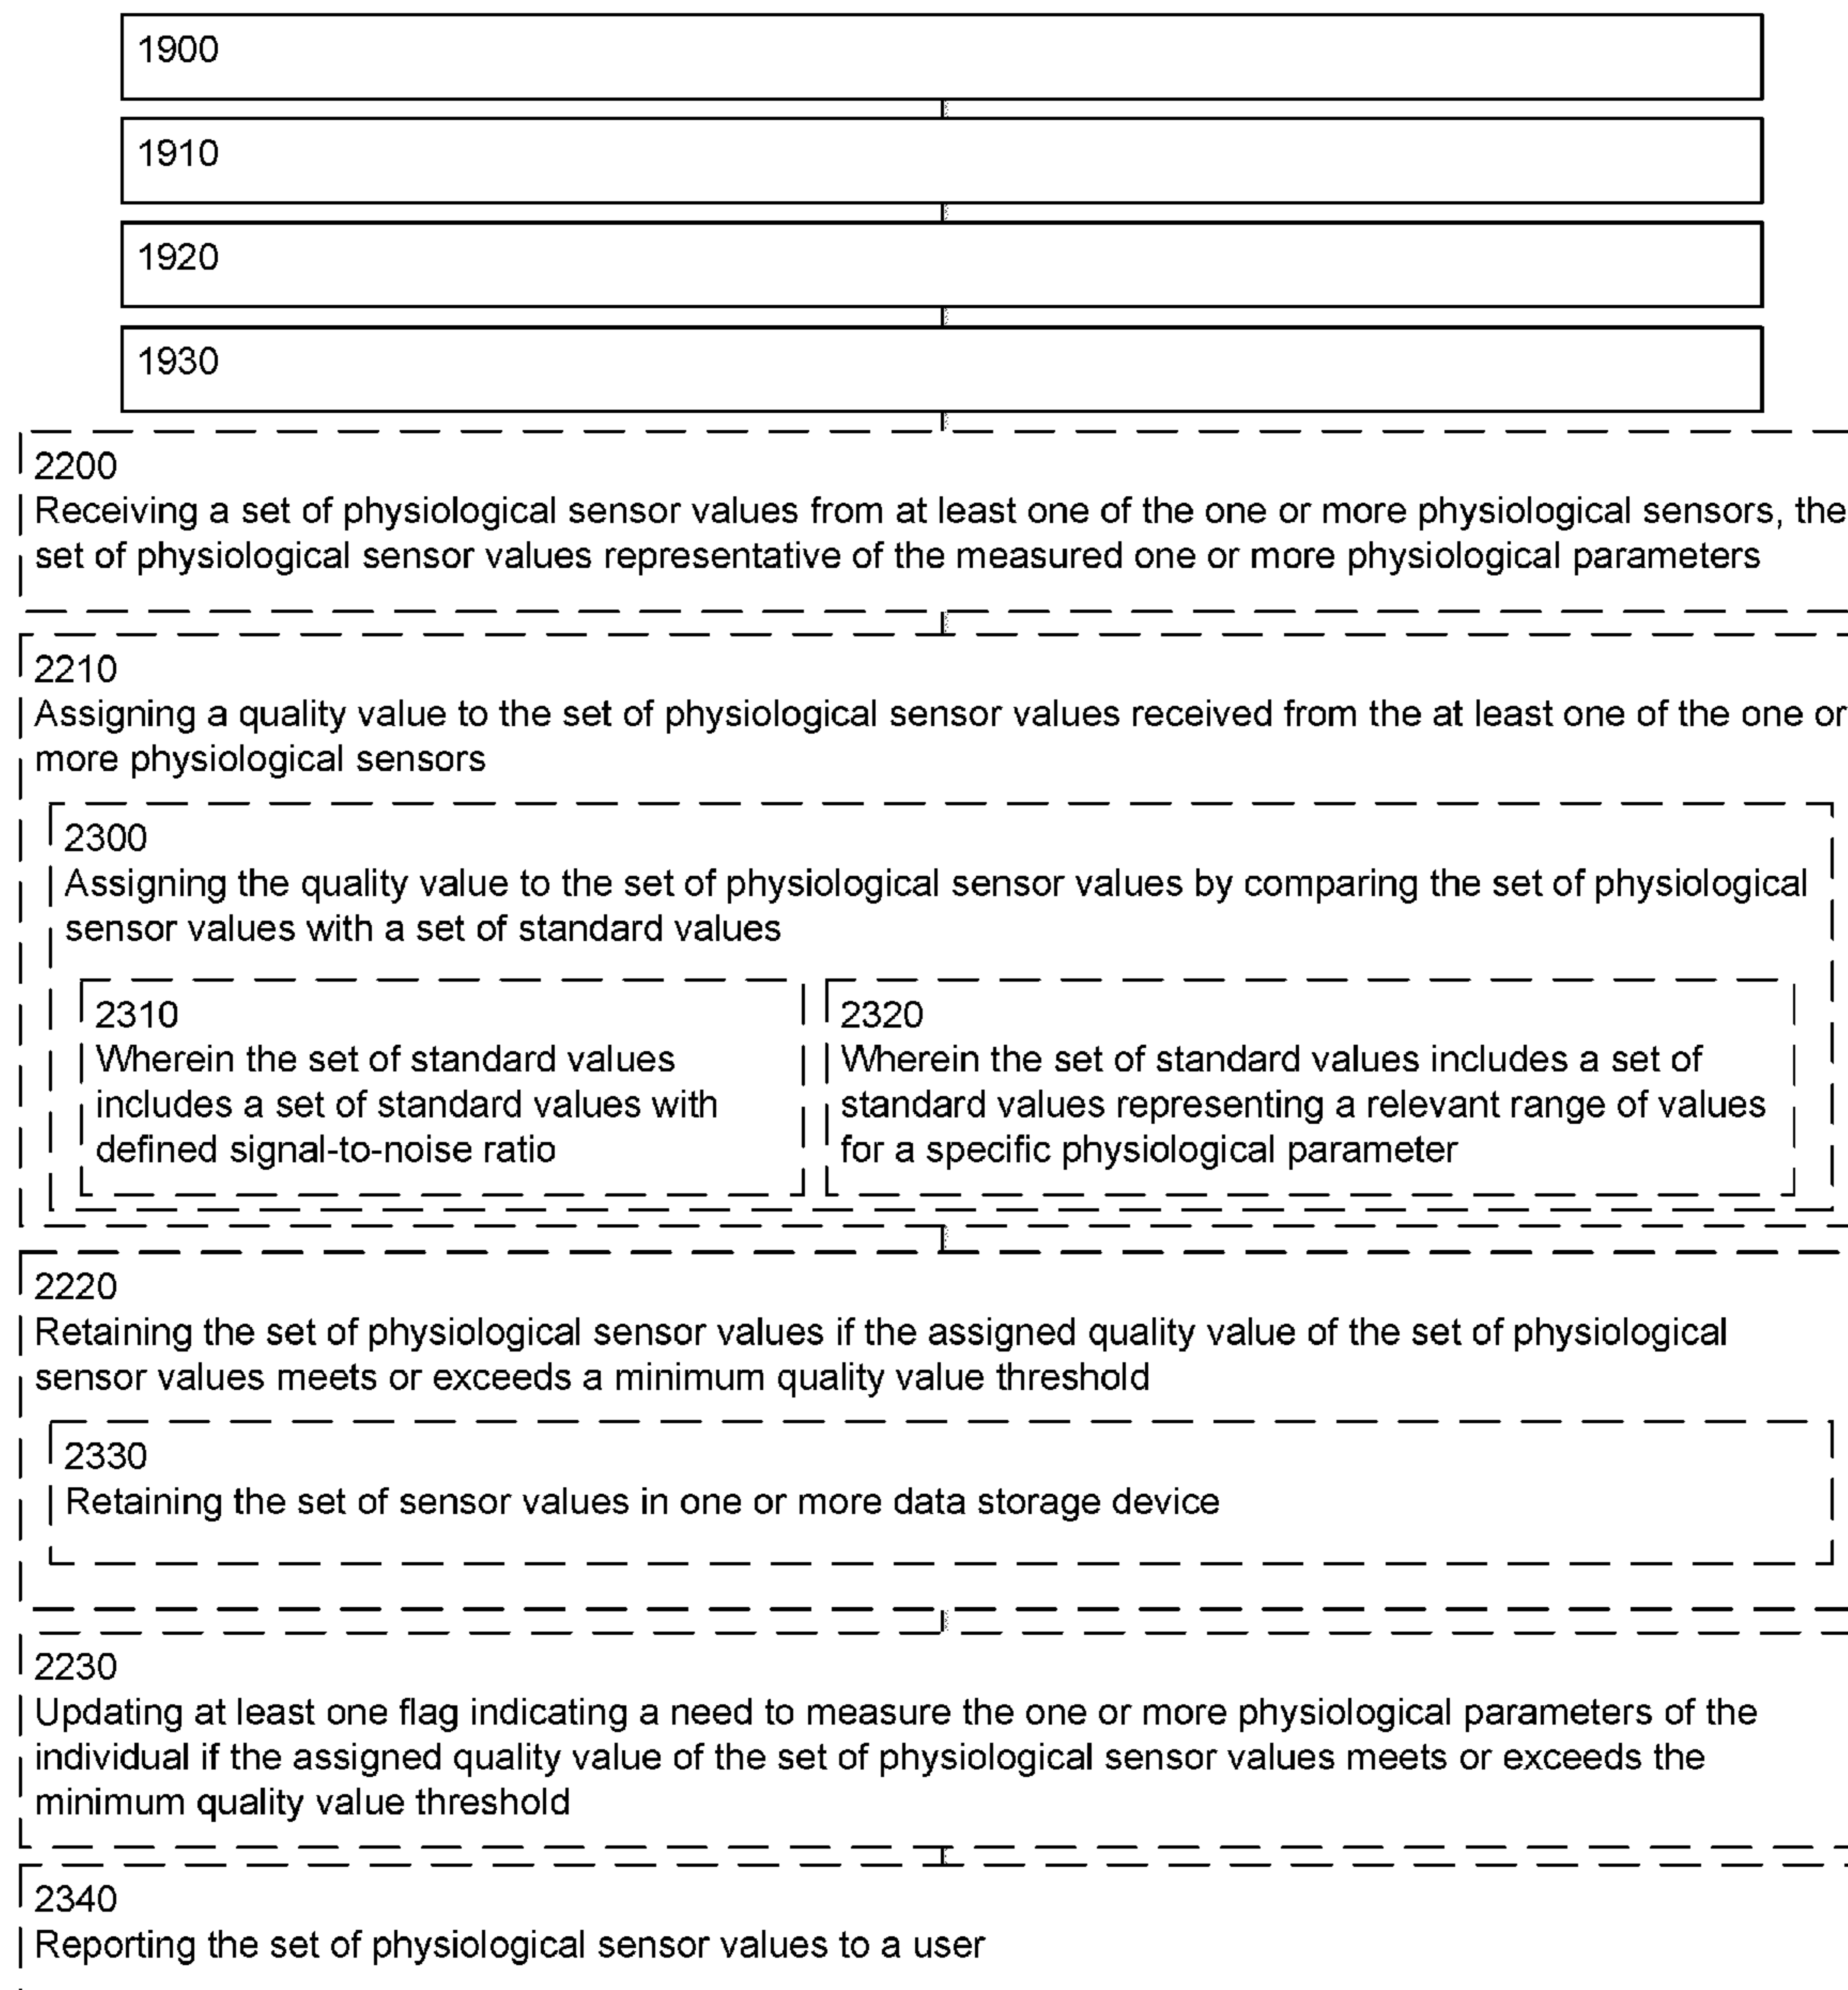 1900
1910
1920
1930
2200
Receiving a set of physiological sensor values from at least one of the one or more physiological sensors, the
set of physiological sensor values representative of the measured one or more physiological parameters
2210
Assigning a quality value to the set of physiological sensor values received from the at least one of the one or
more physiological sensors
2300
Assigning the quality value to the set of physiological sensor values by comparing the set of physiological
sensor values with a set of standard values
2310
Wherein the set of standard values
includes a set of standard values with
defined signal-to-noise ratio
2320
Wherein the set of standard values includes a set of
standard values representing a relevant range of values
for a specific physiological parameter
2220
Retaining the set of physiological sensor values if the assigned quality value of the set of physiological
sensor values meets or exceeds a minimum quality value threshold
2330
Retaining the set of sensor values in one or more data storage device
2230
Updating at least one flag indicating a need to measure the one or more physiological parameters of the
individual if the assigned quality value of the set of physiological sensor values meets or exceeds the
minimum quality value threshold
2340
Reporting the set of physiological sensor values to a user